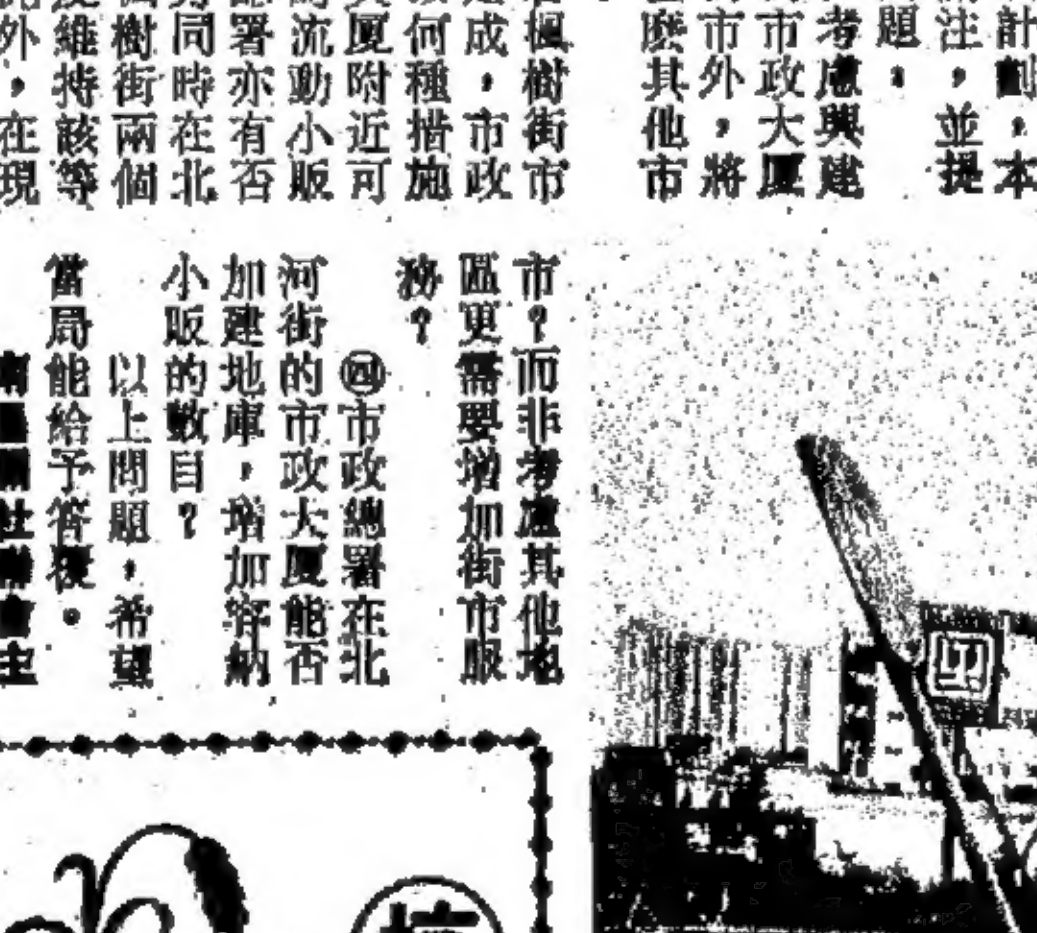 計劃，本
注，並提
題：
考慮興建
市政大厦
市市外，將
麼其他市
楓樹街市
成，市政
何種措施
厦附近可
流動小販
署亦有否
同時在北
樹街兩個
維持該等
外，在現
市？而非考慮其他地
區更需要增加街市服
務？
㊃市政總署在北
河街的市政大厦能否
加建地庫，增加容納
小販的數目？
以上問題，希望
當局能給予答復。